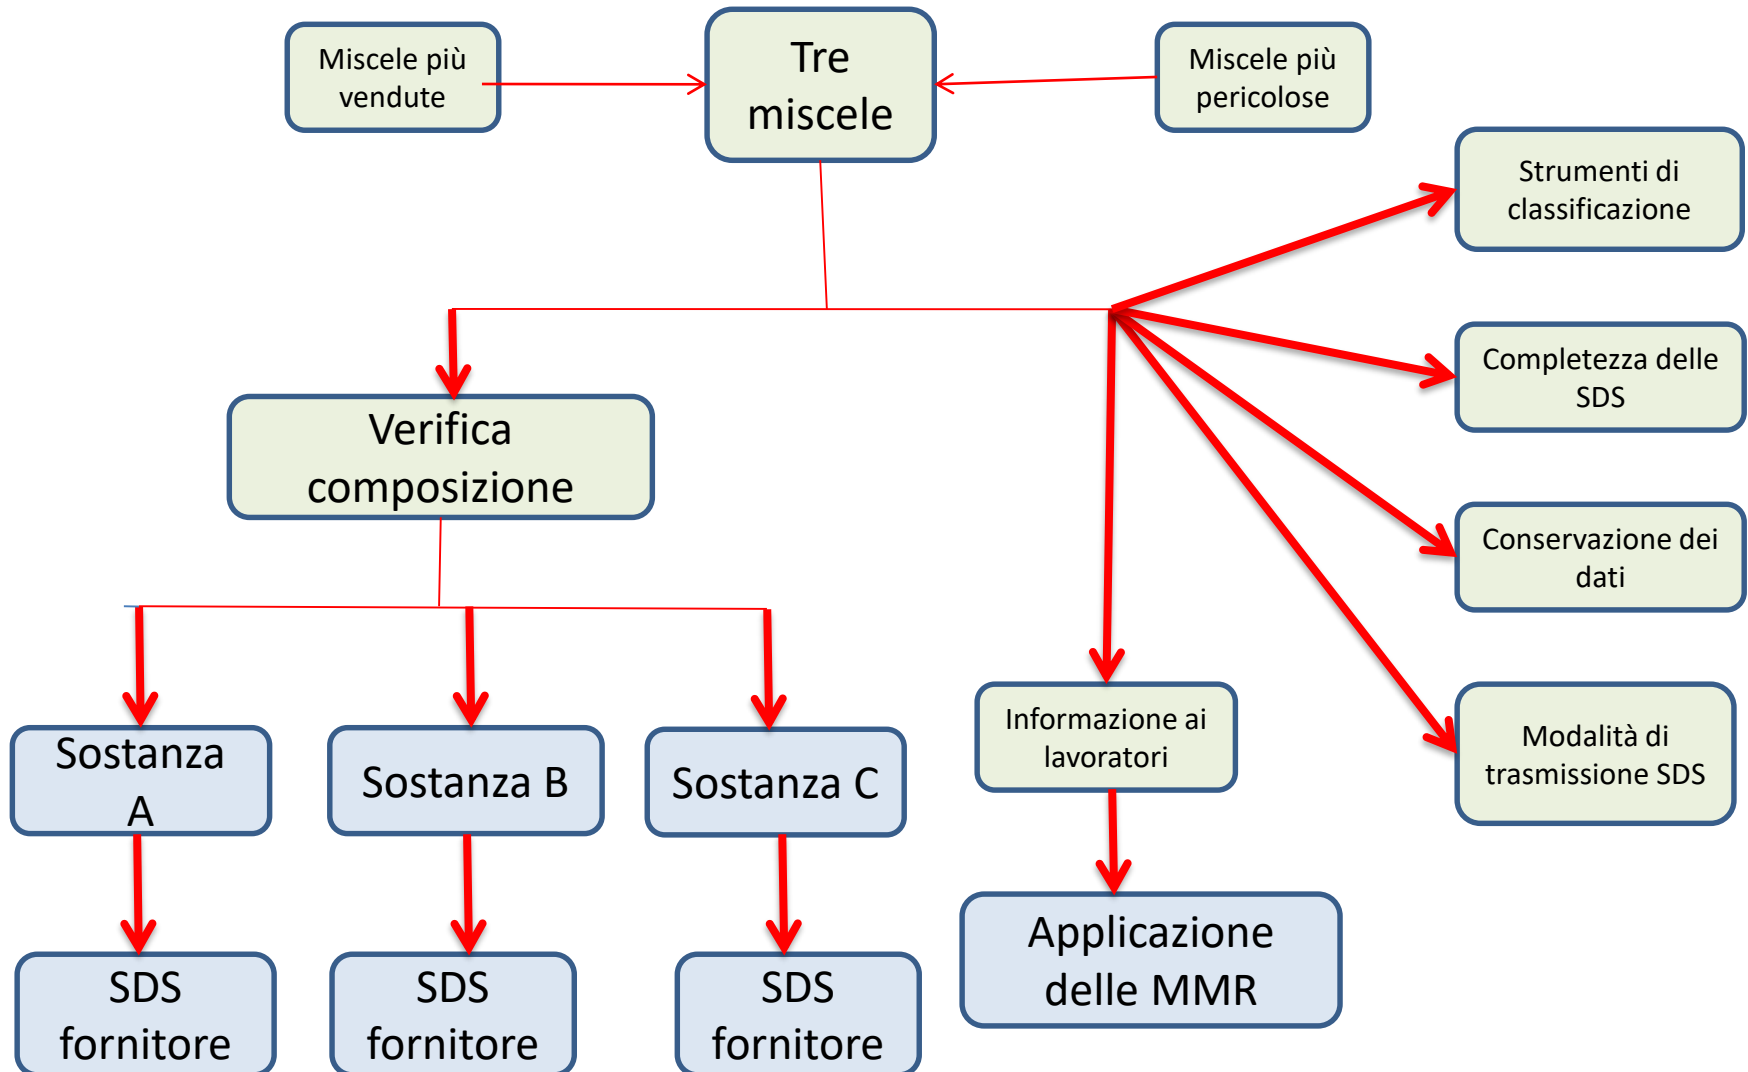 Miscele più
vendute
Tre
miscele
Miscele più
pericolose
Strumenti di
classificazione
Completezza delle
SDS
Verifica
composizione
Conservazione dei
dati
Informazione ai
lavoratori
Modalità di
trasmissione SDS
Sostanza
A
Sostanza B
Sostanza C
Applicazione
delle MMR
SDS
fornitore
SDS
fornitore
SDS
fornitore